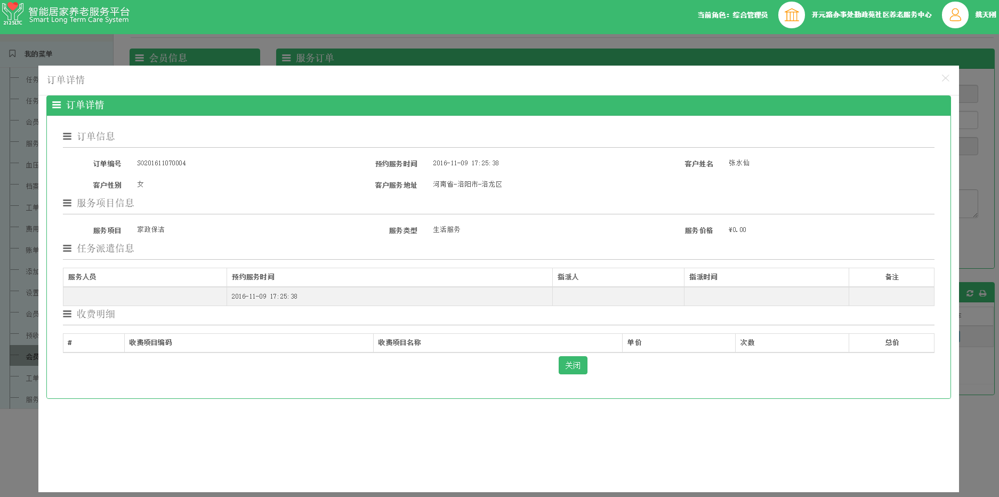 智能居家养老服务平台
Smart Long Term Care System
212SLTC
当前角色：综合管理员
开元路办事处勤政苑社区养老服务中心
姚天刚
我的菜单
会员信息
服务订单
任务
任务
会员
服务
血压
档案
工单
费用
账单
添加
设置
会员
预收
会员
工单
服务
订单详情
订单详情
订单信息
订单编号 SO201611070004 预约服务时间 2016-11-09 17:25:38 客户姓名 张水仙
客户性别 女 客户服务地址 河南省-洛阳市-洛龙区
服务项目信息
服务项目 家政保洁 服务类型 生活服务 服务价格 ¥0.00
任务派遣信息
服务人员 预约服务时间 指派人 指派时间 备注
2016-11-09 17:25:38
收费明细
# 收费项目编码 收费项目名称 单价 次数 总价
关闭